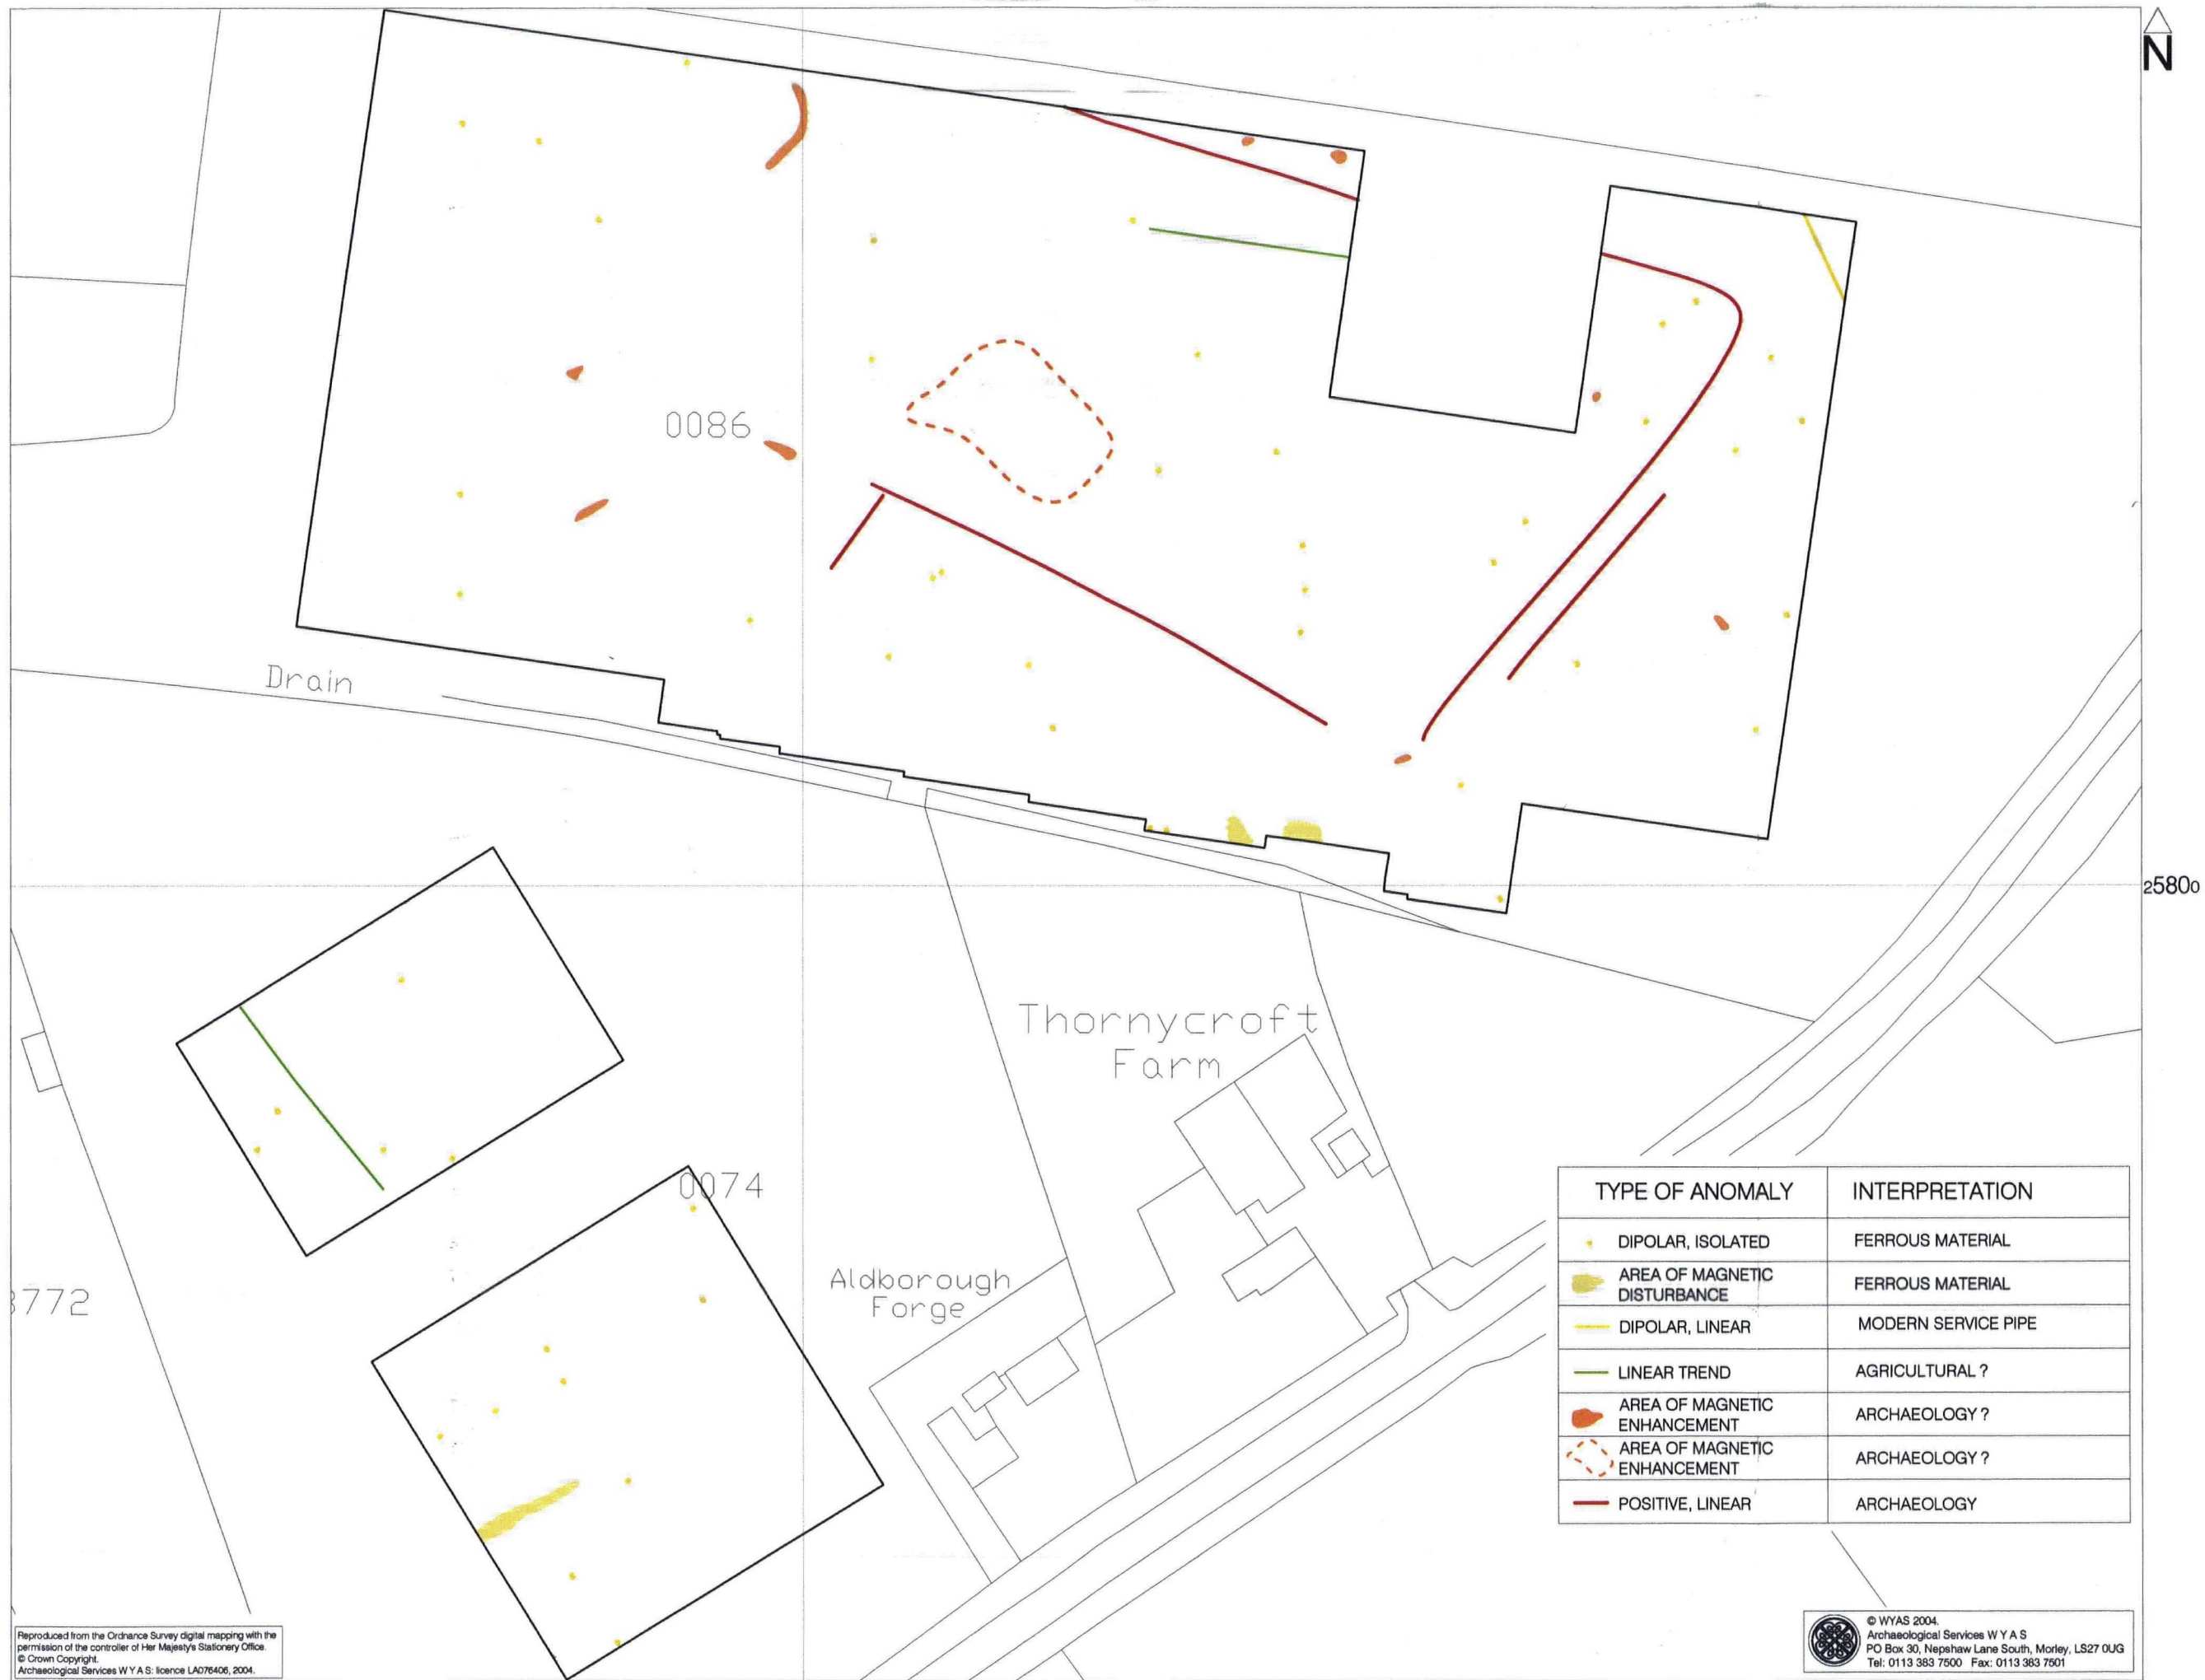 N
0086
Drain
25800
Thornycroft
Farm
0074
Aldborough
Forge
772
TYPE OF ANOMALY INTERPRETATION
DIPOLAR, ISOLATED FERROUS MATERIAL
AREA OF MAGNETIC
DISTURBANCE FERROUS MATERIAL
DIPOLAR, LINEAR MODERN SERVICE PIPE
LINEAR TREND AGRICULTURAL ?
AREA OF MAGNETIC
ENHANCEMENT ARCHAEOLOGY ?
AREA OF MAGNETIC
ENHANCEMENT ARCHAEOLOGY ?
POSITIVE, LINEAR ARCHAEOLOGY
Reproduced from the Ordnance Survey digital mapping with the
permission of the controller of Her Majesty's Stationery Office.
© Crown Copyright.
Archaeological Services W Y A S: licence LA076406, 2004.
© WYAS 2004.
Archaeological Services W Y A S
PO Box 30, Nepshaw Lane South, Morley, LS27 0UG
Tel: 0113 383 7500 Fax: 0113 383 7501